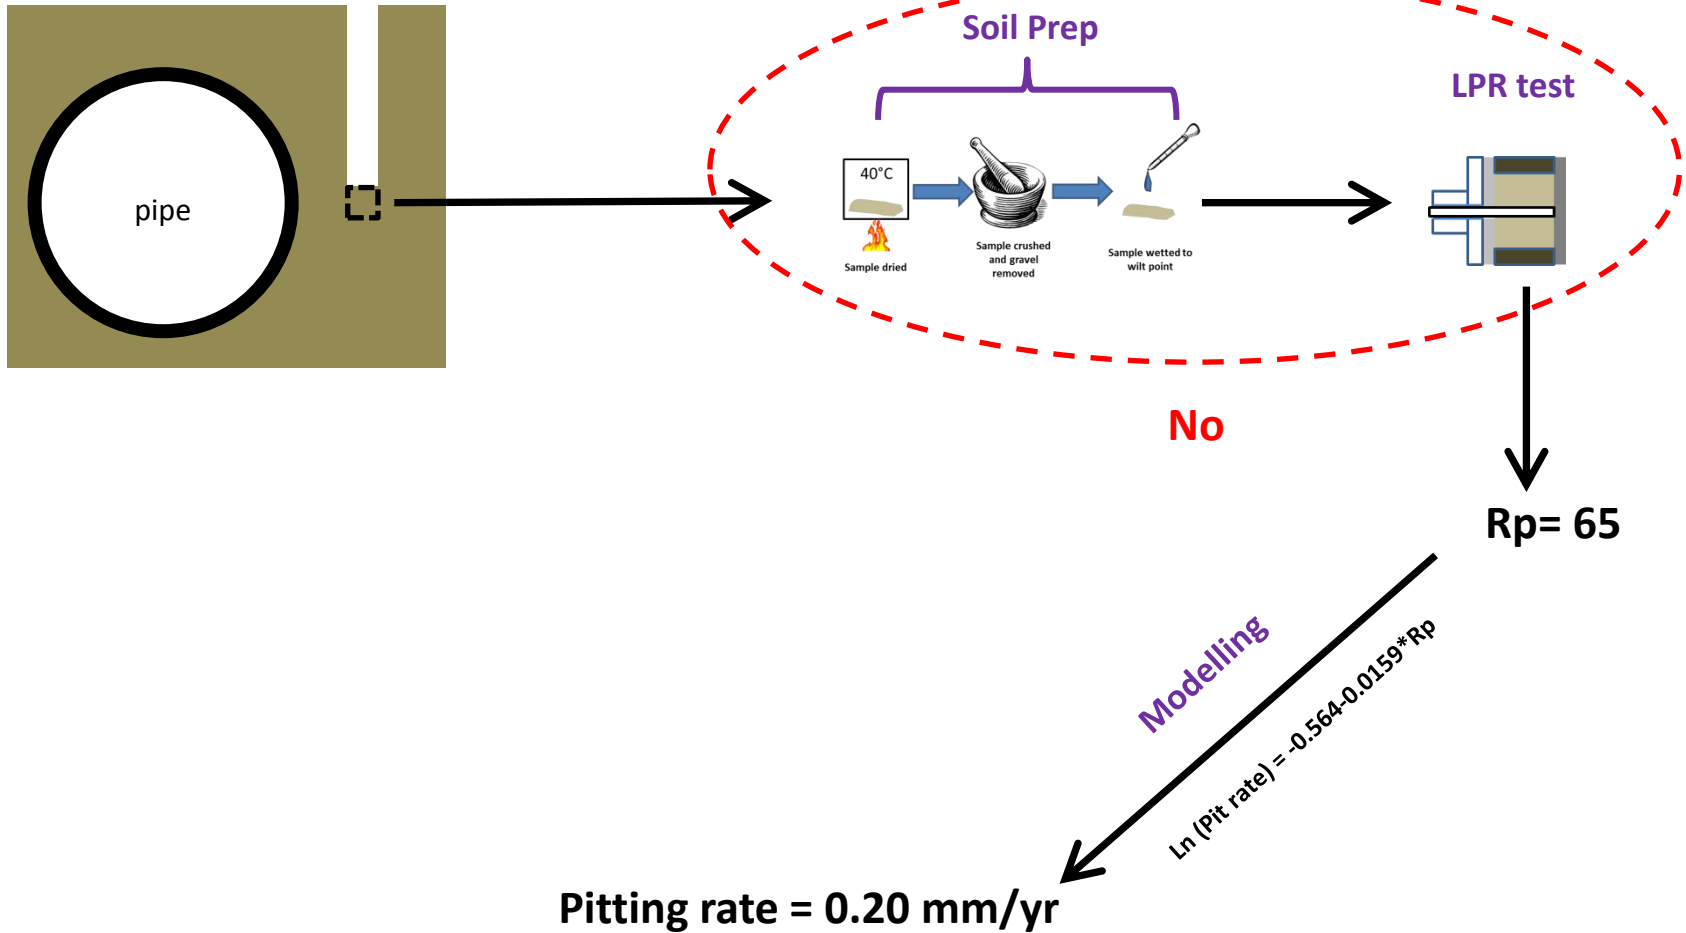 Soil Prep
LPR test
pipe
40°C
Sample dried
Sample crushed
and gravel
removed
Sample wetted to
wilt point
No
Rp= 65
Modelling
Ln (Pit rate) = -0.564-0.0159*Rp
Pitting rate = 0.20 mm/yr